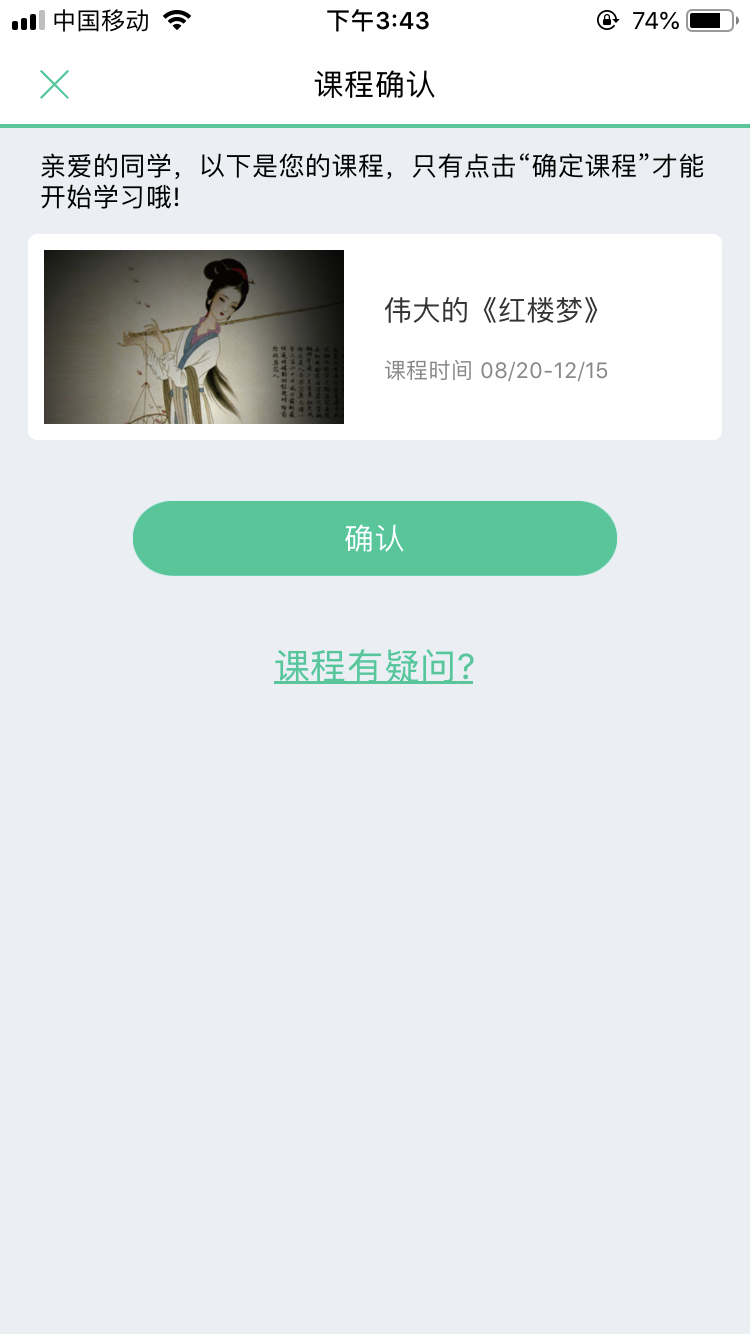 中国移动 下午3:43 74%
课程确认
亲爱的同学，以下是您的课程，只有点击“确定课程”才能
开始学习哦!
伟大的《红楼梦》
课程时间 08/20-12/15
确认
课程有疑问?